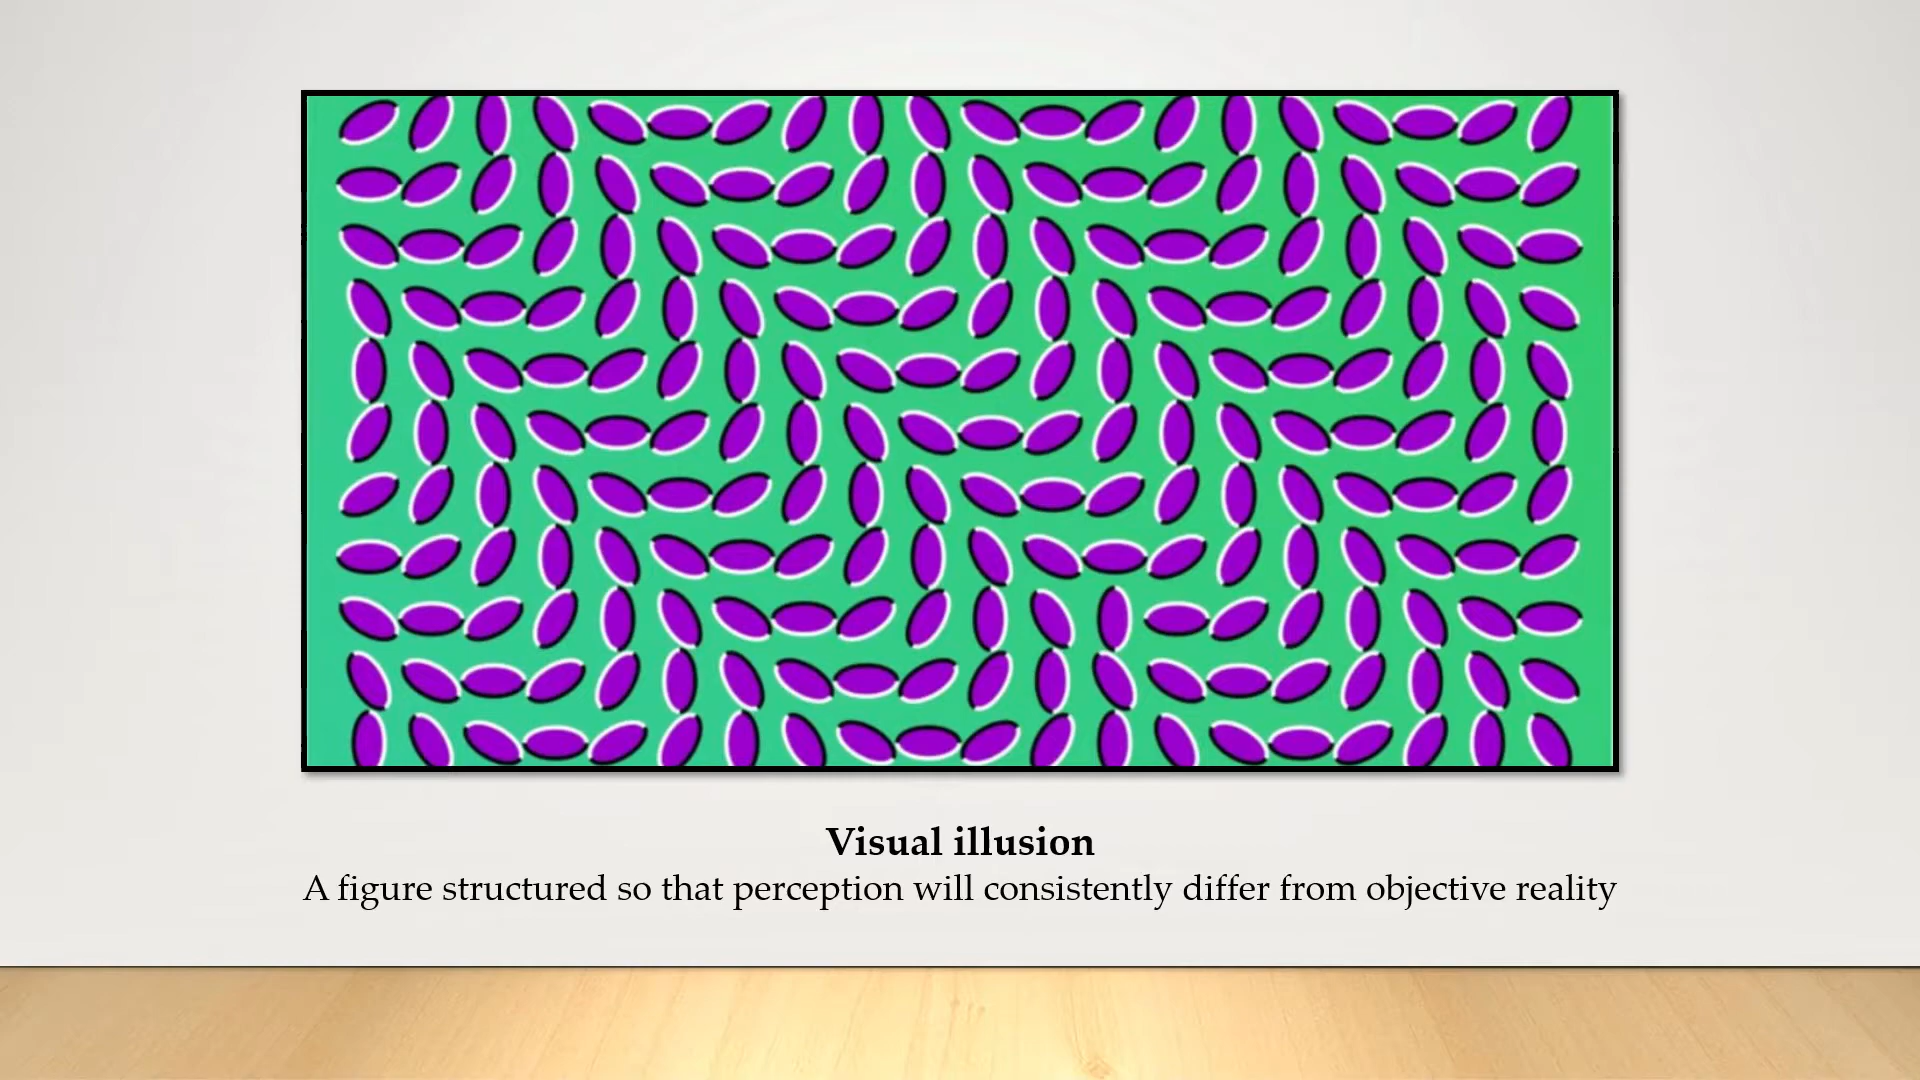 Visual illusion
A figure structured so that perception will consistently differ from objective reality